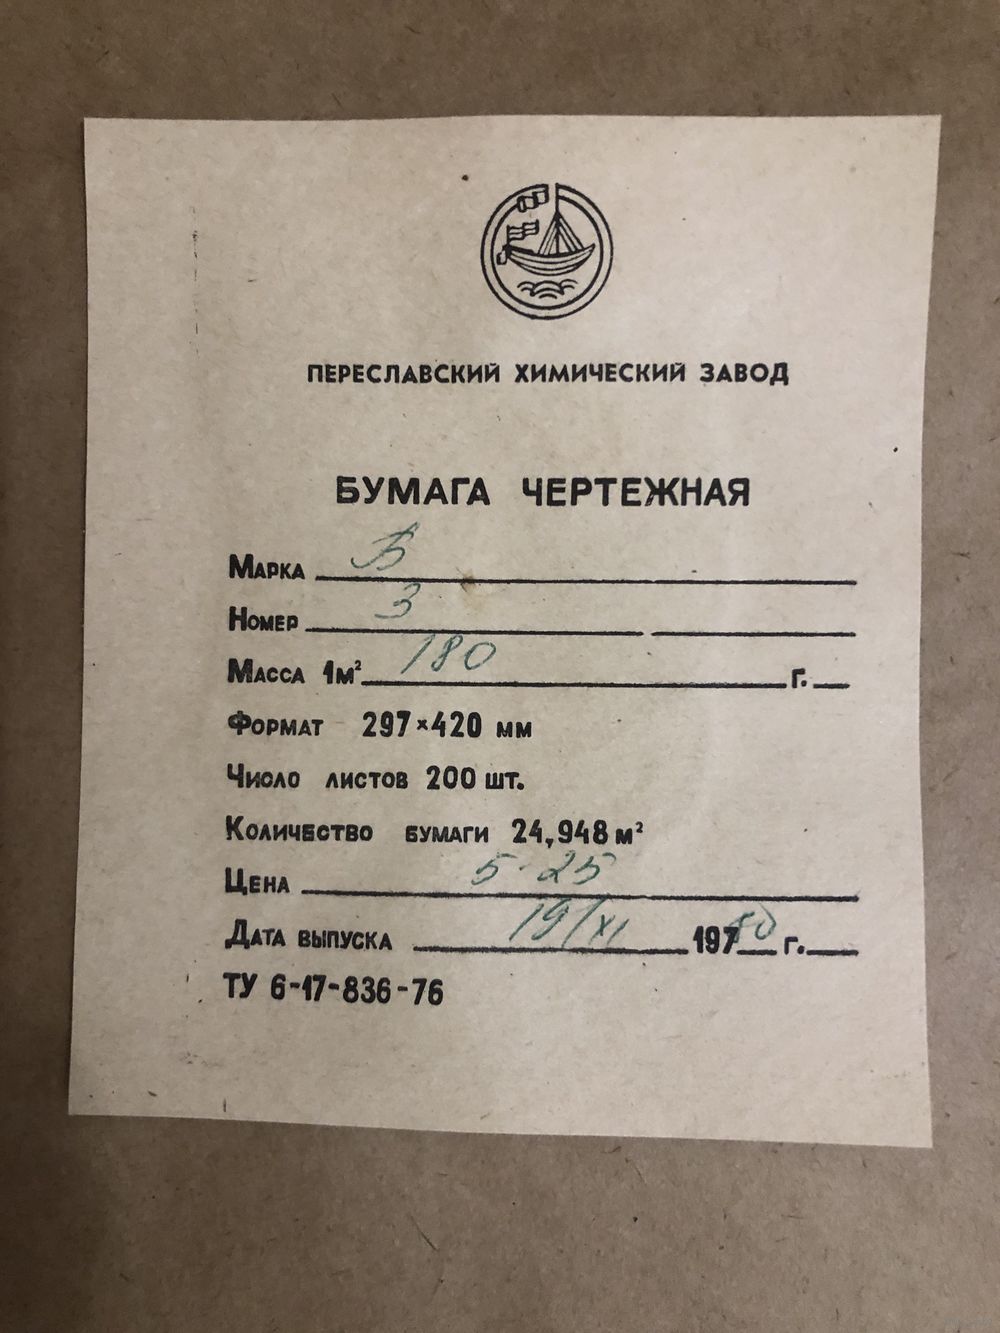 ПЕРЕСЛАВСКИЙ ХИМИЧЕСКИЙ ЗАВОД
БУМАГА ЧЕРТЕЖНАЯ
Марка Б
Номер 3
Масса 1м² 180 г.
Формат 297×420 мм
Число листов 200 шт.
Количество бумаги 24,948 м²
Цена 5-25
Дата выпуска 19/XI 1980 г.
ТУ 6-17-836-76